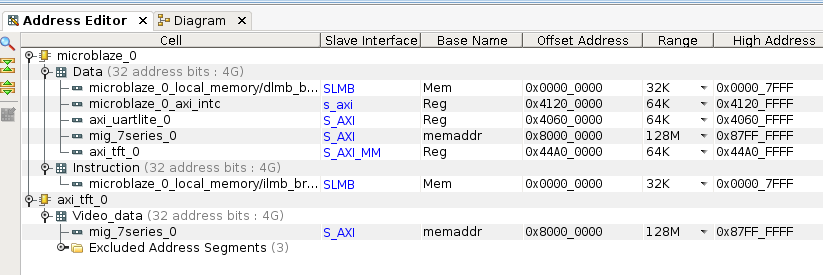 Address Editor × Diagram ×
Cell Slave Interface Base Name Offset Address Range High Address
microblaze_0
Data (32 address bits : 4G)
microblaze_0_local_memory/dlmb_b... SLMB Mem 0x0000_0000 32K 0x0000_7FFF
microblaze_0_axi_intc s_axi Reg 0x4120_0000 64K 0x4120_FFFF
axi_uartlite_0 S_AXI Reg 0x4060_0000 64K 0x4060_FFFF
mig_7series_0 S_AXI memaddr 0x8000_0000 128M 0x87FF_FFFF
axi_tft_0 S_AXI_MM Reg 0x44A0_0000 64K 0x44A0_FFFF
Instruction (32 address bits : 4G)
microblaze_0_local_memory/ilmb_br... SLMB Mem 0x0000_0000 32K 0x0000_7FFF
axi_tft_0
Video_data (32 address bits : 4G)
mig_7series_0 S_AXI memaddr 0x8000_0000 128M 0x87FF_FFFF
Excluded Address Segments (3)